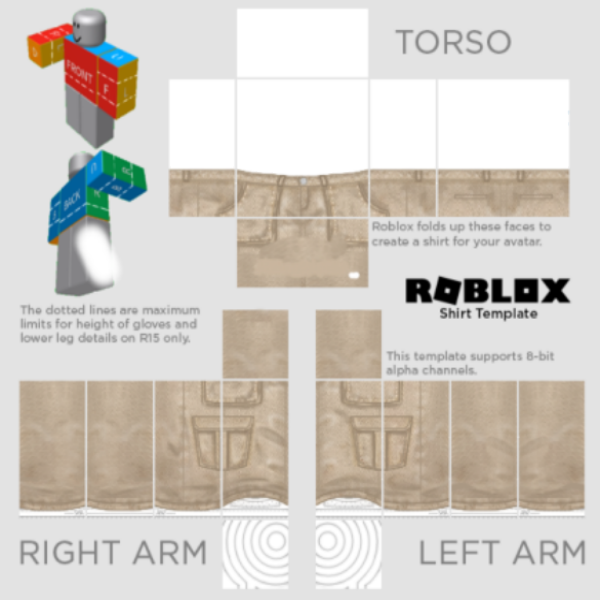 TORSO
FRONT
F
BACK
Roblox folds up these faces to
create a shirt for your avatar.
ROBLOX
Shirt Template
The dotted lines are maximum
limits for height of gloves and
lower leg details on R15 only.
This template supports 8-bit
alpha channels.
RIGHT ARM
LEFT ARM